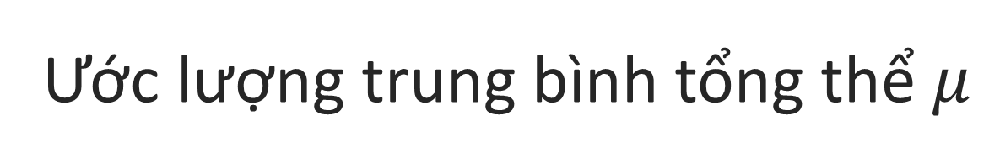 Ước lượng trung bình tổng thể 𝜇